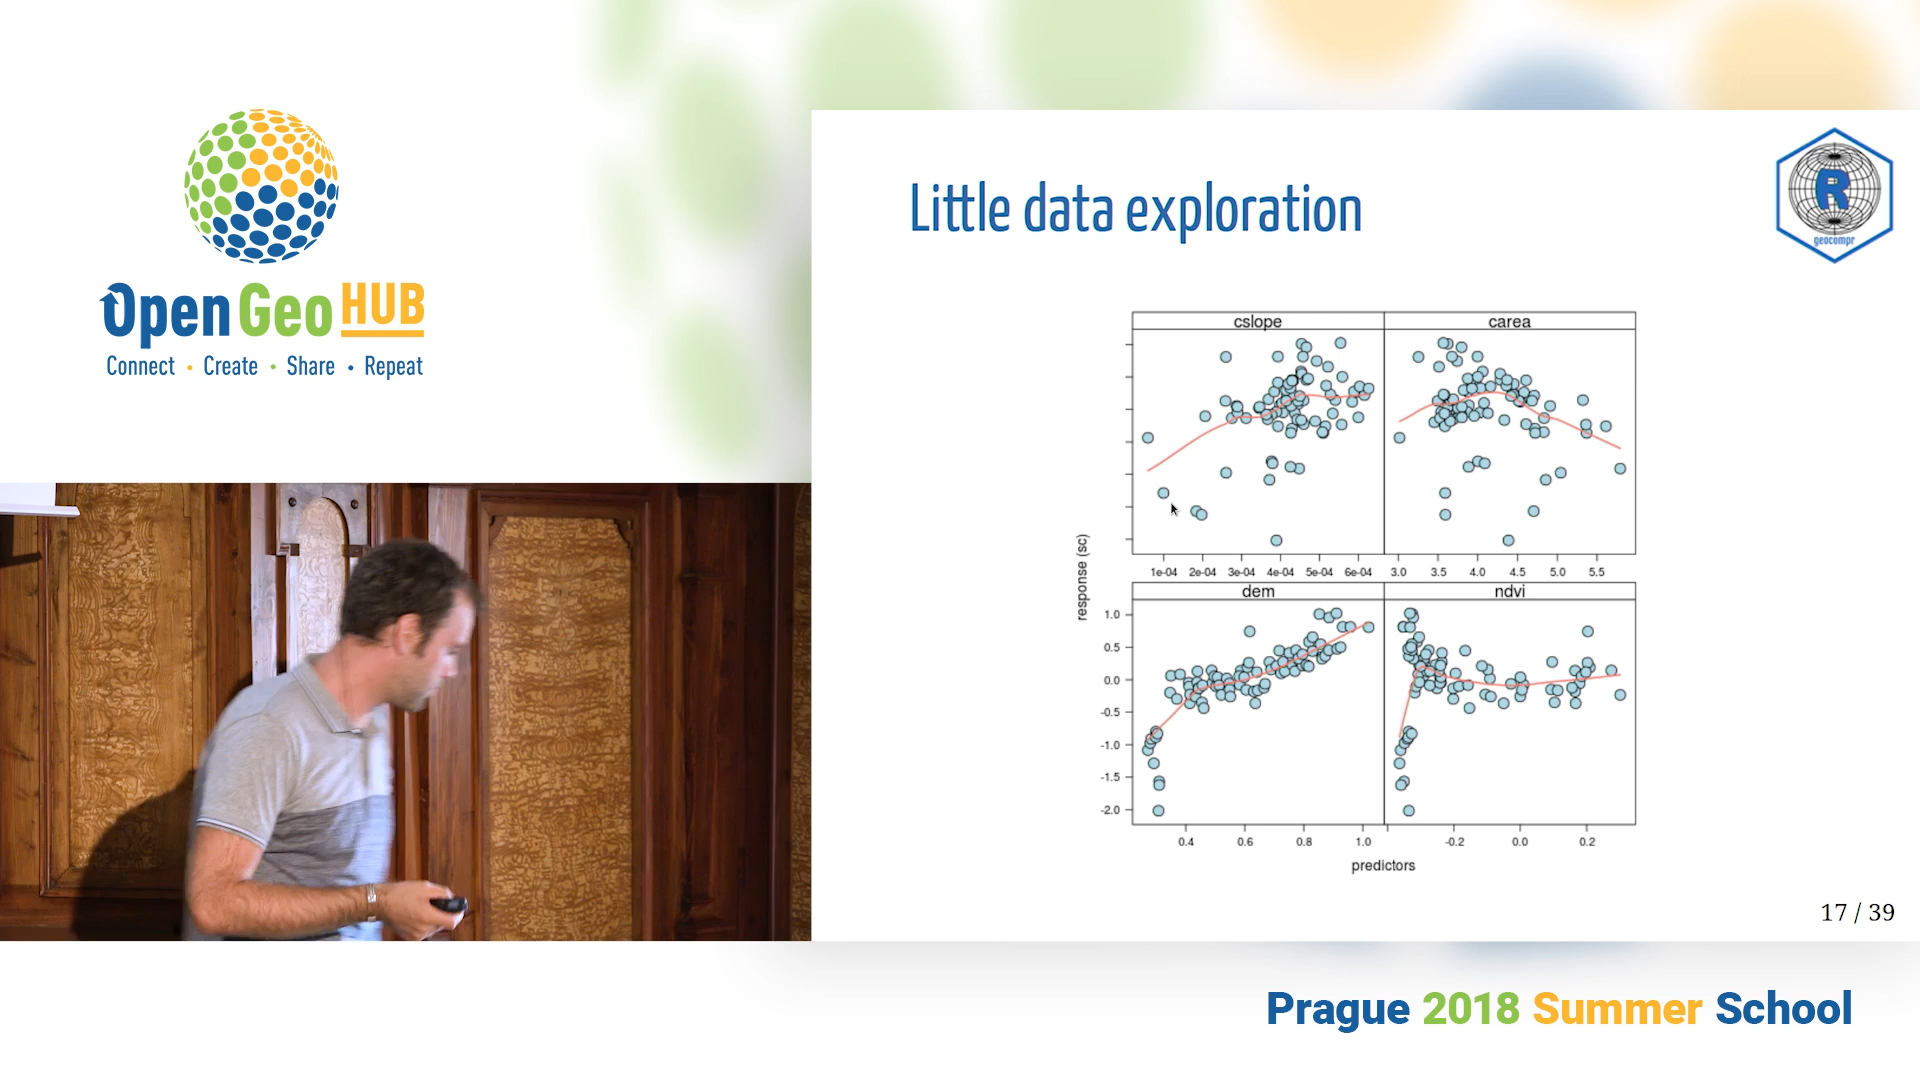 Open Geo HUB
Connect • Create • Share • Repeat
Little data exploration
R
geocompr
cslope
carea
response (sc)
1e-04 2e-04 3e-04 4e-04 5e-04 6e-04
3.0 3.5 4.0 4.5 5.0 5.5
dem
ndvi
1.0
0.5
0.0
-0.5
-1.0
-1.5
-2.0
0.4 0.6 0.8 1.0
-0.2 0.0 0.2
predictors
17 / 39
Prague 2018 Summer School